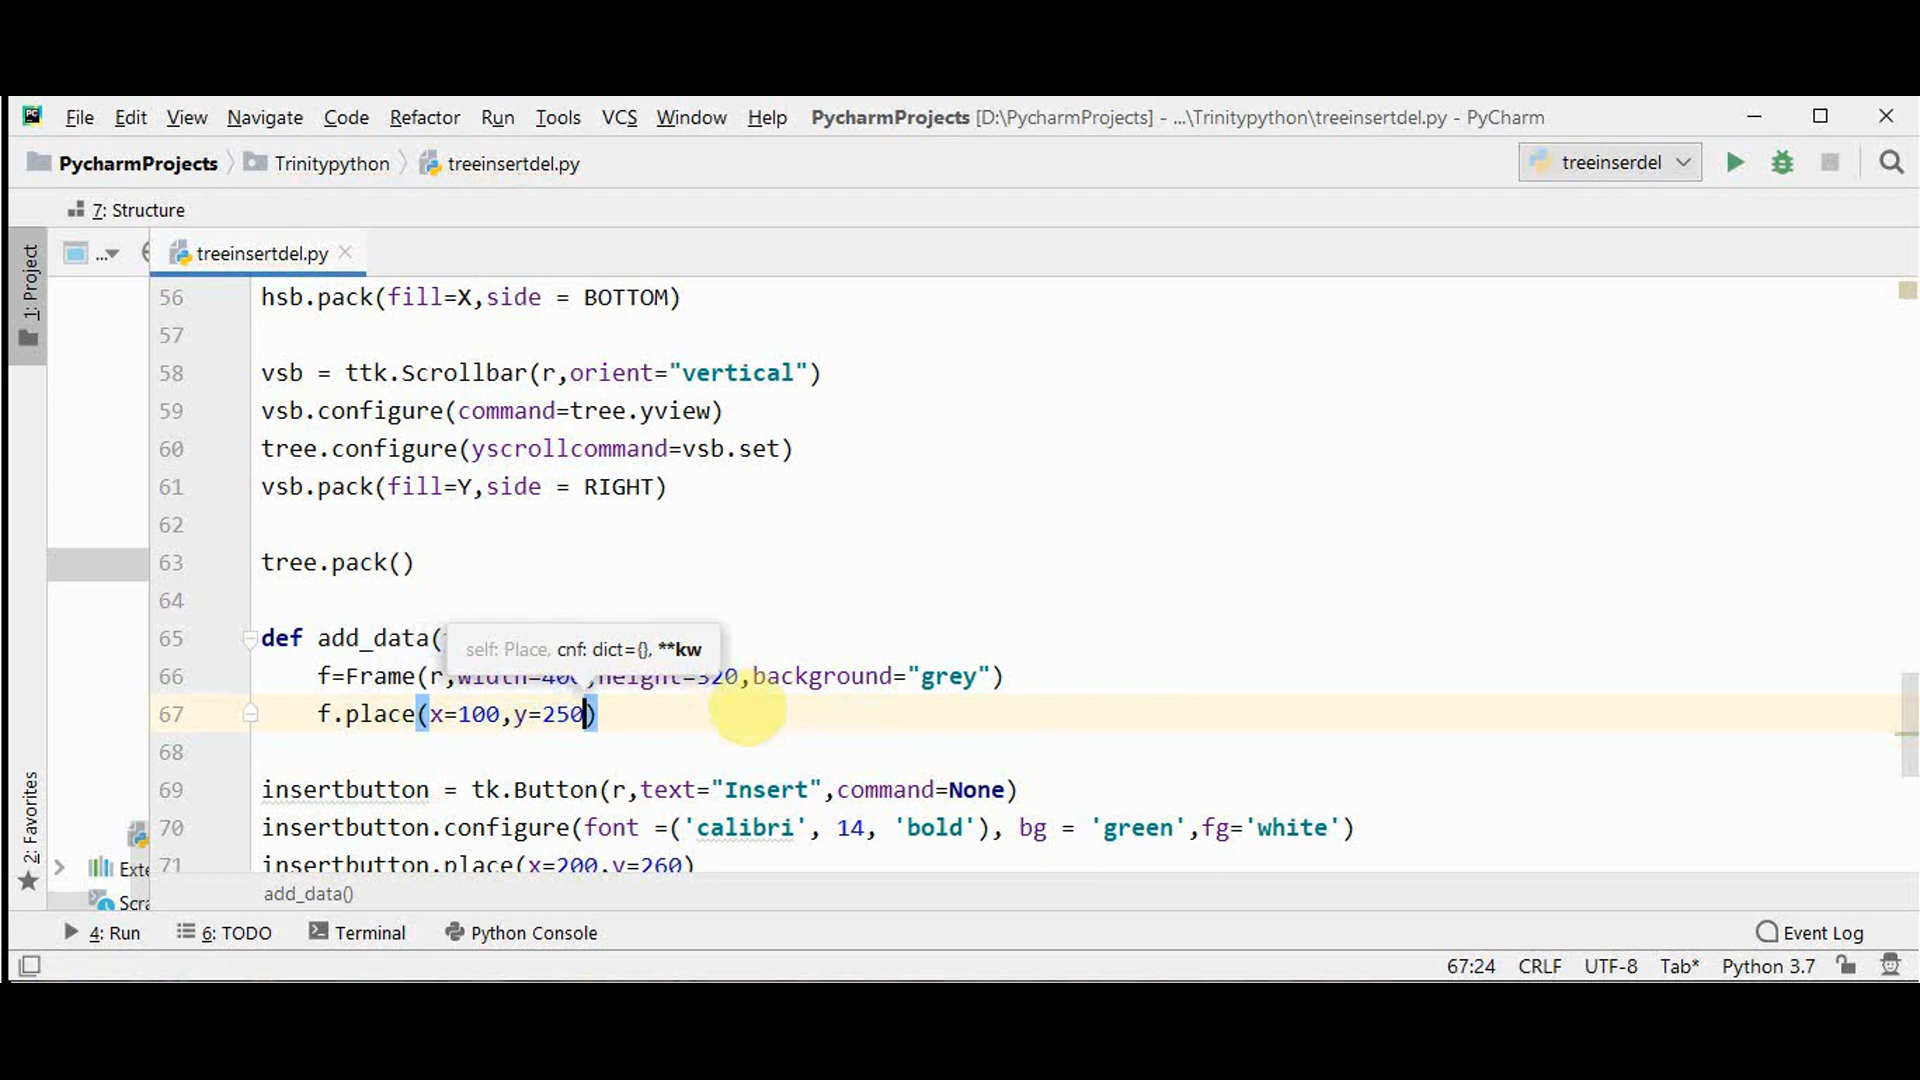 File Edit View Navigate Code Refactor Run Tools VCS Window Help PycharmProjects [D:\PycharmProjects] - ...\Trinitypython\treeinsertdel.py - PyCharm
PycharmProjects Trinitypython treeinsertdel.py treeinserdel
7: Structure
1: Project
... treeinsertdel.py
56 hsb.pack(fill=X,side = BOTTOM)
57
58 vsb = ttk.Scrollbar(r,orient="vertical")
59 vsb.configure(command=tree.yview)
60 tree.configure(yscrollcommand=vsb.set)
61 vsb.pack(fill=Y,side = RIGHT)
62
63 tree.pack()
64
65 def add_data(
self: Place, cnf: dict={}, **kw
66 f=Frame(r,width=400,height=320,background="grey")
67 f.place(x=100,y=250)
68
69 insertbutton = tk.Button(r,text="Insert",command=None)
70 insertbutton.configure(font =('calibri', 14, 'bold'), bg = 'green',fg='white')
71 insertbutton.place(x=200,y=260)
2: Favorites
Exte
Scra
add_data()
4: Run 6: TODO Terminal Python Console Event Log
67:24 CRLF UTF-8 Tab* Python 3.7